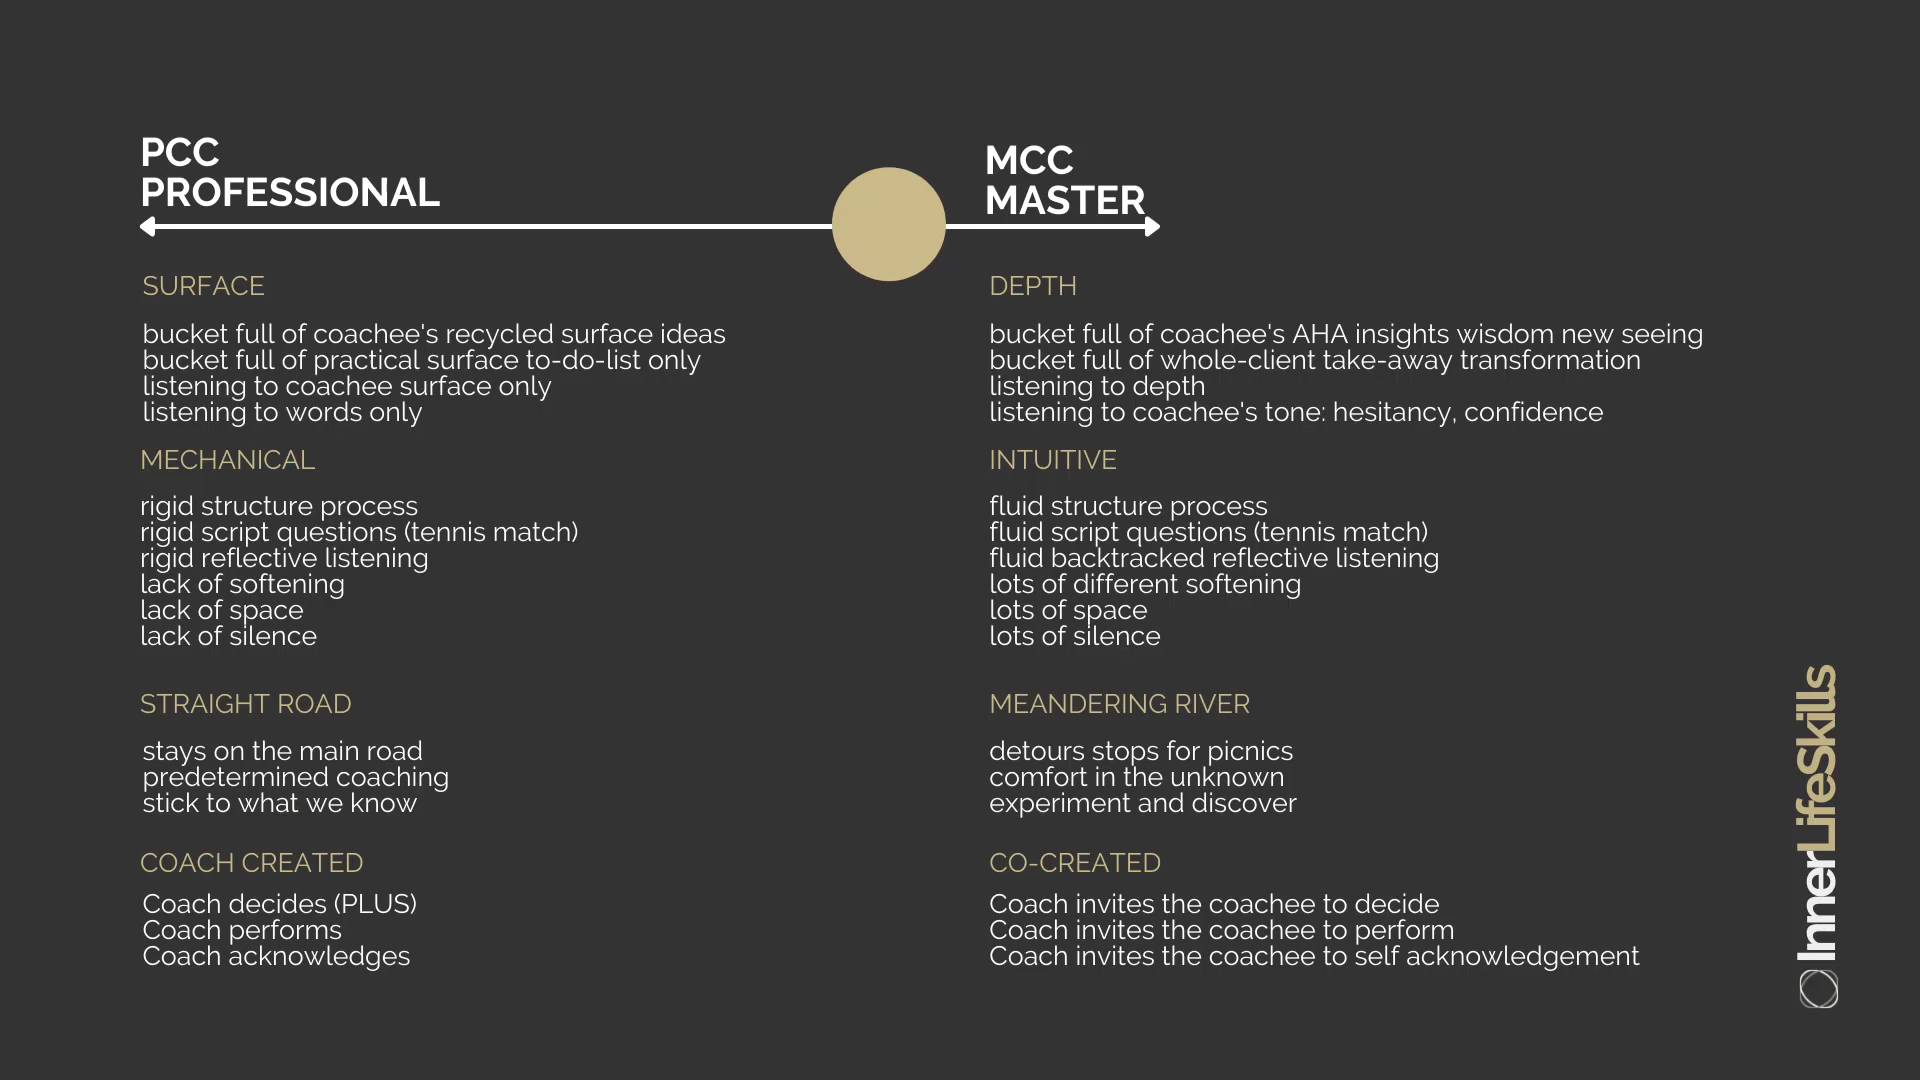 PCC
PROFESSIONAL
MCC
MASTER
SURFACE
bucket full of coachee's recycled surface ideas
bucket full of practical surface to-do-list only
listening to coachee surface only
listening to words only
MECHANICAL
rigid structure process
rigid script questions (tennis match)
rigid reflective listening
lack of softening
lack of space
lack of silence
STRAIGHT ROAD
stays on the main road
predetermined coaching
stick to what we know
COACH CREATED
Coach decides (PLUS)
Coach performs
Coach acknowledges
DEPTH
bucket full of coachee's AHA insights wisdom new seeing
bucket full of whole-client take-away transformation
listening to depth
listening to coachee's tone: hesitancy, confidence
INTUITIVE
fluid structure process
fluid script questions (tennis match)
fluid backtracked reflective listening
lots of different softening
lots of space
lots of silence
MEANDERING RIVER
detours stops for picnics
comfort in the unknown
experiment and discover
CO-CREATED
Coach invites the coachee to decide
Coach invites the coachee to perform
Coach invites the coachee to self acknowledgement
InnerLifeSkills